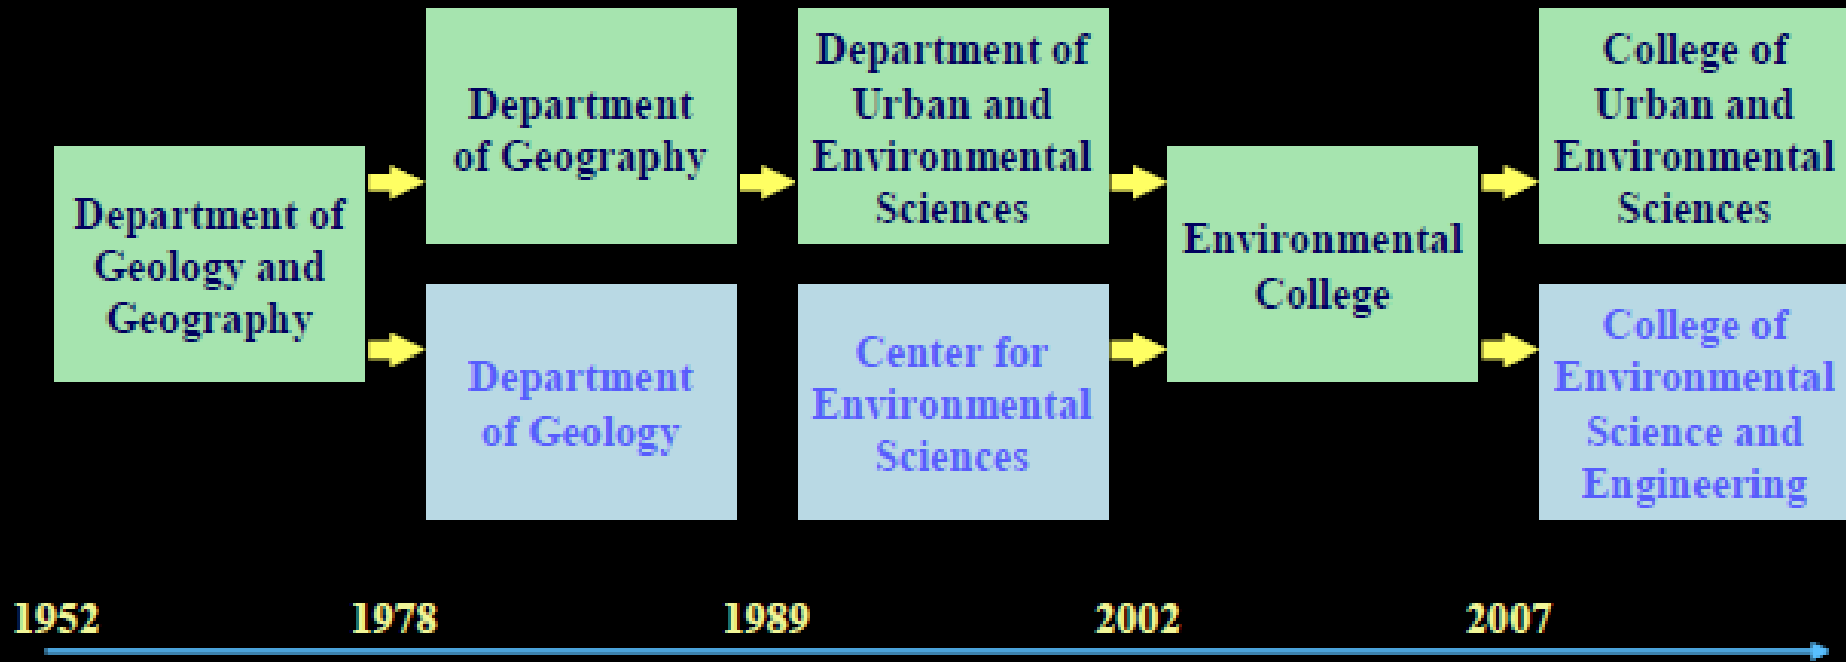 Department of
Geology and
Geography
Department
of Geography
Department
of Geology
Department of
Urban and
Environmental
Sciences
Center for
Environmental
Sciences
Environmental
College
College of
Urban and
Environmental
Sciences
College of
Environmental
Science and
Engineering
1952
1978
1989
2002
2007